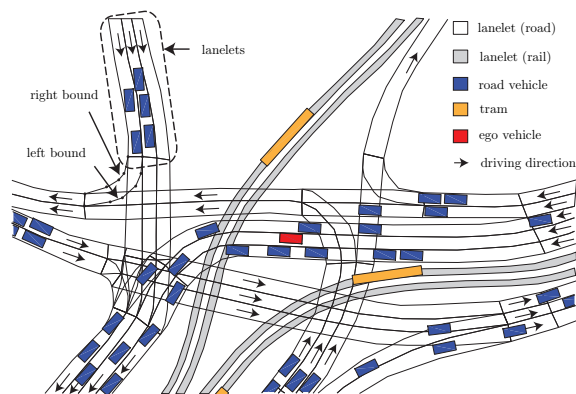 lanelets
right bound
left bound
lanelet (road)
lanelet (rail)
road vehicle
tram
ego vehicle
driving direction